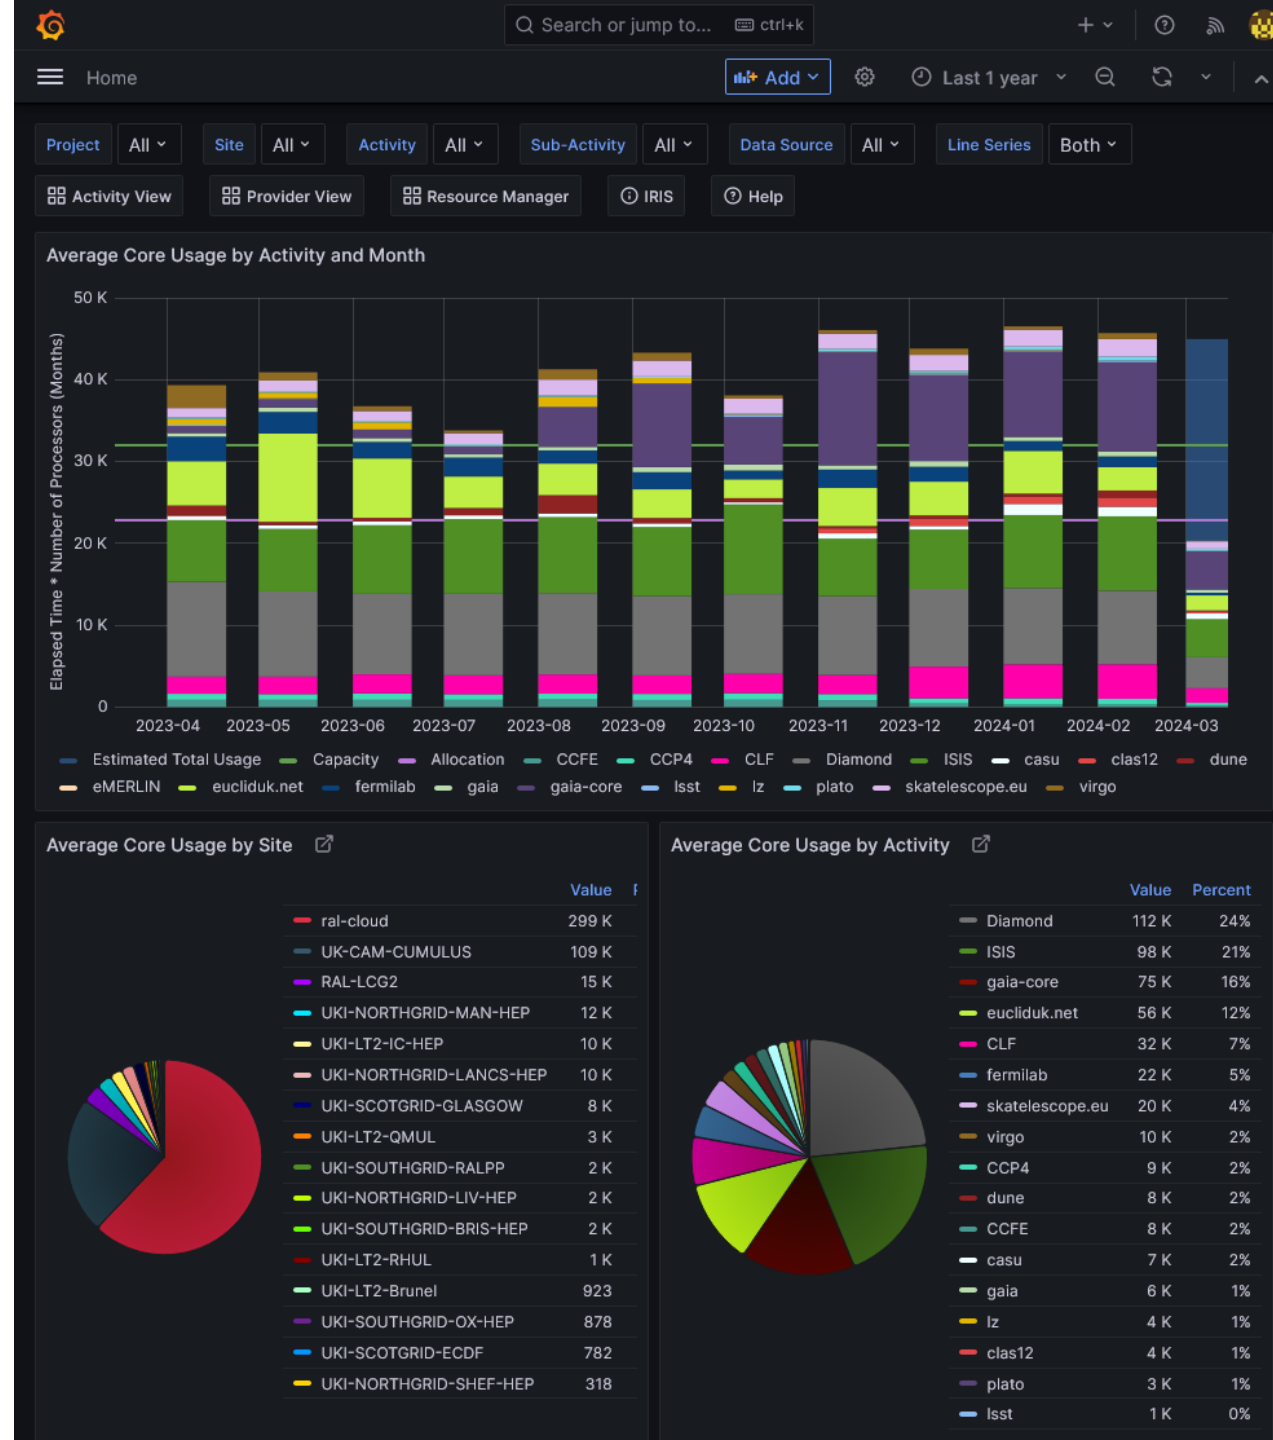 Search or jump to... ctrl+k
Home Add Last 1 year
Project All Site All Activity All Sub-Activity All Data Source All Line Series Both
Activity View Provider View Resource Manager IRIS Help
Average Core Usage by Activity and Month
Elapsed Time * Number of Processors (Months)
50 K
40 K
30 K
20 K
10 K
0
2023-04 2023-05 2023-06 2023-07 2023-08 2023-09 2023-10 2023-11 2023-12 2024-01 2024-02 2024-03
Estimated Total Usage Capacity Allocation CCFE CCP4 CLF Diamond ISIS casu clas12 dune
eMERLIN eucliduk.net fermilab gaia gaia-core lsst lz plato skatelescope.eu virgo
Average Core Usage by Site
Value
ral-cloud 299 K
UK-CAM-CUMULUS 109 K
RAL-LCG2 15 K
UKI-NORTHGRID-MAN-HEP 12 K
UKI-LT2-IC-HEP 10 K
UKI-NORTHGRID-LANCS-HEP 10 K
UKI-SCOTGRID-GLASGOW 8 K
UKI-LT2-QMUL 3 K
UKI-SOUTHGRID-RALPP 2 K
UKI-NORTHGRID-LIV-HEP 2 K
UKI-SOUTHGRID-BRIS-HEP 2 K
UKI-LT2-RHUL 1 K
UKI-LT2-Brunel 923
UKI-SOUTHGRID-OX-HEP 878
UKI-SCOTGRID-ECDF 782
UKI-NORTHGRID-SHEF-HEP 318
Average Core Usage by Activity
Value Percent
Diamond 112 K 24%
ISIS 98 K 21%
gaia-core 75 K 16%
eucliduk.net 56 K 12%
CLF 32 K 7%
fermilab 22 K 5%
skatelescope.eu 20 K 4%
virgo 10 K 2%
CCP4 9 K 2%
dune 8 K 2%
CCFE 8 K 2%
casu 7 K 2%
gaia 6 K 1%
lz 4 K 1%
clas12 4 K 1%
plato 3 K 1%
lsst 1 K 0%